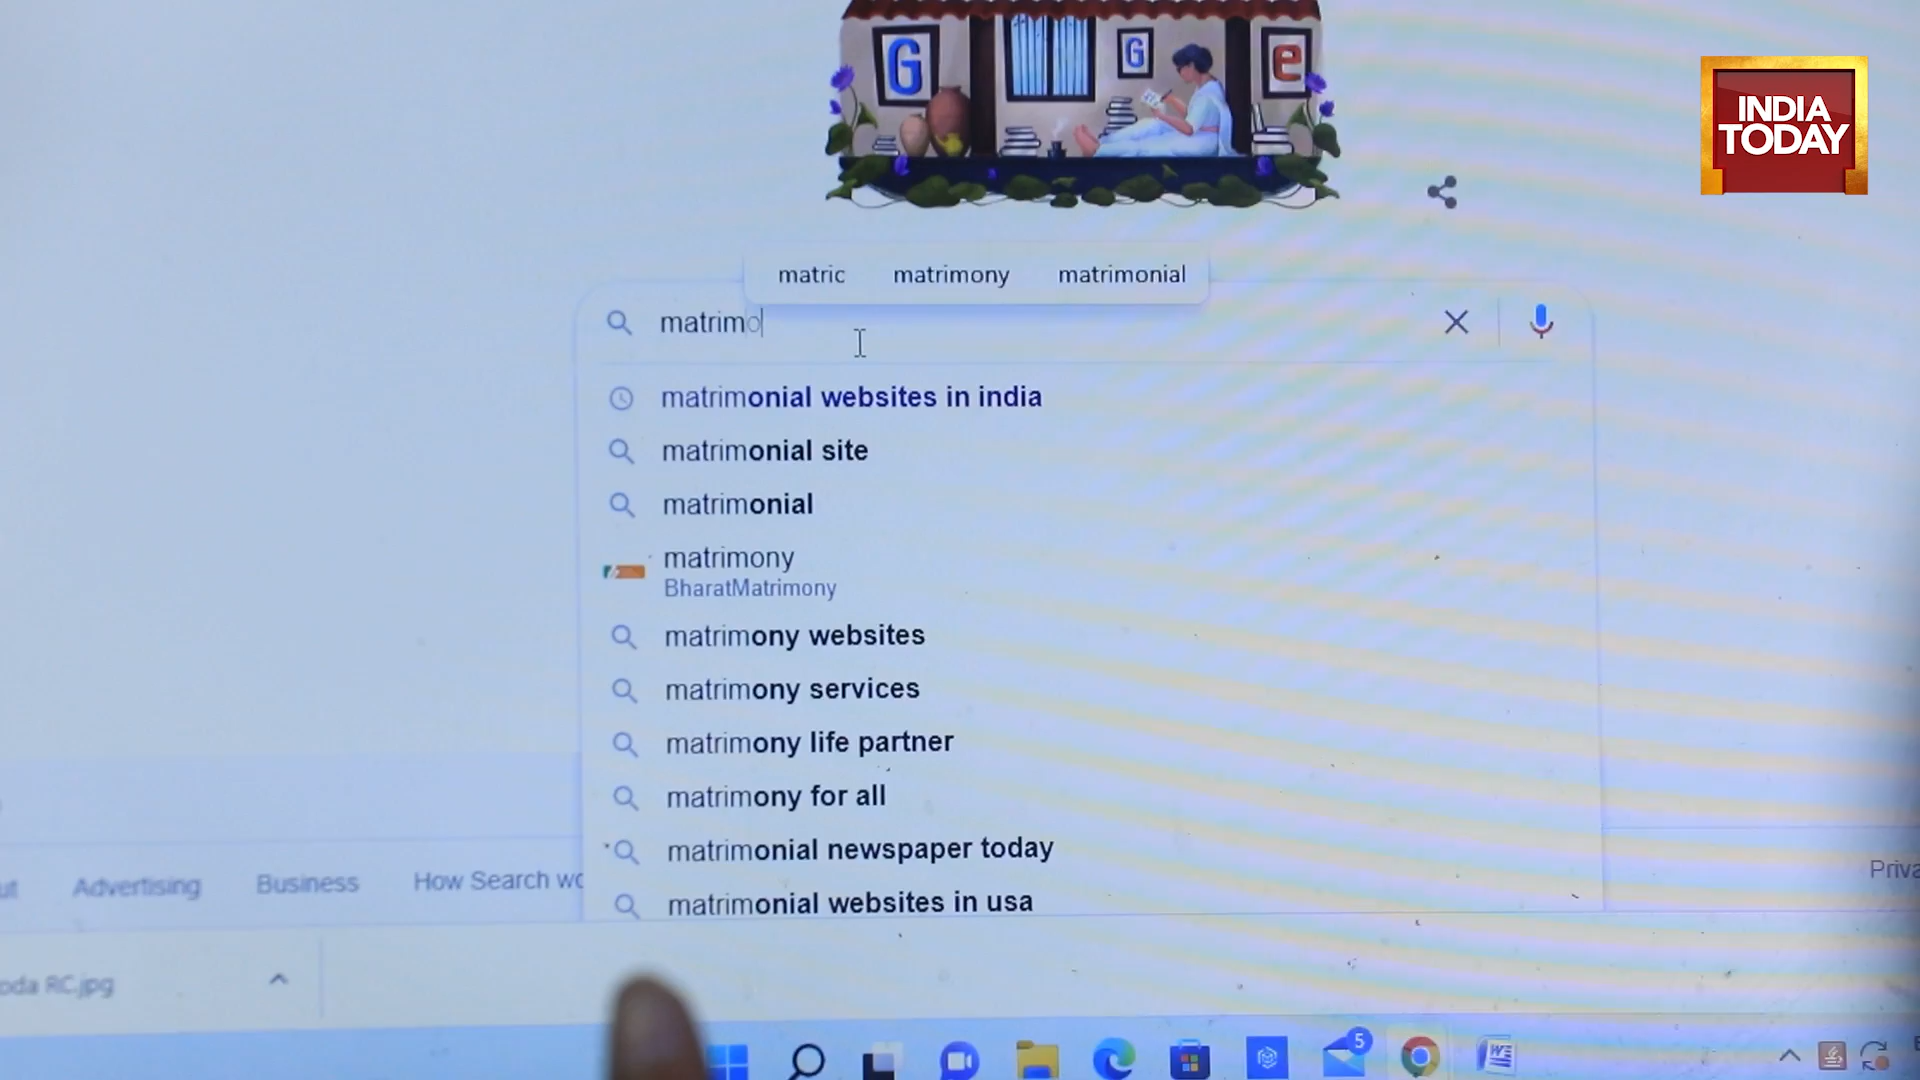 G G e
INDIA
TODAY
matric matrimony matrimonial
matrimo
matrimonial websites in india
matrimonial site
matrimonial
matrimony
BharatMatrimony
matrimony websites
matrimony services
matrimony life partner
matrimony for all
matrimonial newspaper today
matrimonial websites in usa
Advertising Business How Search
RC.jpg
5
W